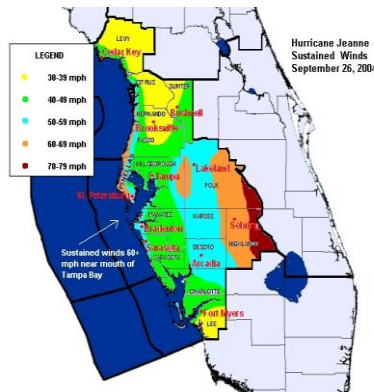 LEGEND
30-39 mph
40-49 mph
50-59 mph
60-69 mph
70-79 mph
Hurricane Jeanne
Sustained Winds
September 26, 2004
LEVY
Cedar Key
CITRUS
SUMTER
Bushnell
HERNANDO
Brooksville
PASCO
HILLSBOROUGH
Tampa
Lakeland
POLK
St. Petersburg
MANATEE
HARDEE
Bradenton
Sebring
Sustained winds 60+
mph near mouth of
Tampa Bay
Sarasota
SARASOTA
DESOTO
HIGHLANDS
Arcadia
CHARLOTTE
Fort Myers
LEE